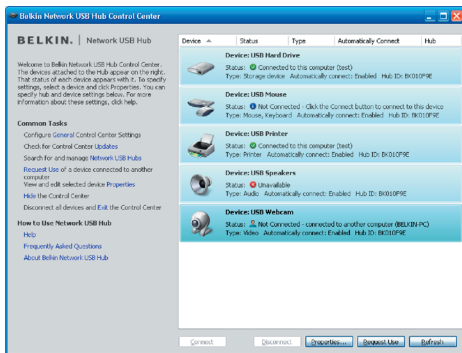 Belkin Network USB Hub Control Center
BELKIN. | Network USB Hub
Welcome to Belkin Network USB Hub Control Center.
The devices attached to the Hub appear on the right.
That status of each device appears with it. To specify
settings, select a device and click Properties. You can
specify hub and device settings below. For more
information about these settings, click help.
Common Tasks
Configure General Control Center Settings
Check for Control Center Updates
Search for and manage Network USB Hubs
Request Use of a device connected to another
computer
View and edit selected device Properties
Hide the Control Center
Disconnect all devices and Exit the Control Center
How to Use Network USB Hub
Help
Frequently Asked Questions
About Belkin Network USB Hub
Device Status Type Automatically Connect Hub
Device: USB Hard Drive
Status: Connected to this computer (test)
Type: Storage device Automatically connect: Enabled Hub ID: BK010F9E
Device: USB Mouse
Status: Not Connected - Click the Connect button to connect to this device
Type: Mouse, Keyboard Automatically connect: Enabled Hub ID: BK010F9E
Device: USB Printer
Status: Connected to this computer (test)
Type: Printer Automatically connect: Enabled Hub ID: BK010F9E
Device: USB Speakers
Status: Unavailable
Type: Audio Automatically connect: Enabled Hub ID: BK010F9E
Device: USB Webcam
Status: Not Connected - connected to another computer (BELKIN-PC)
Type: Video Automatically connect: Enabled Hub ID: BK010F9E
Connect Disconnect Properties... Request Use Refresh